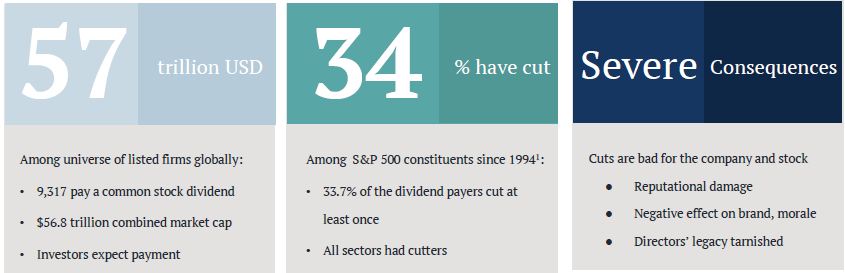 57 trillion USD
Among universe of listed firms globally:
• 9,317 pay a common stock dividend
• $56.8 trillion combined market cap
• Investors expect payment
34 % have cut
Among S&P 500 constituents since 1994¹:
• 33.7% of the dividend payers cut at
least once
• All sectors had cutters
Severe Consequences
Cuts are bad for the company and stock
● Reputational damage
● Negative effect on brand, morale
● Directors' legacy tarnished